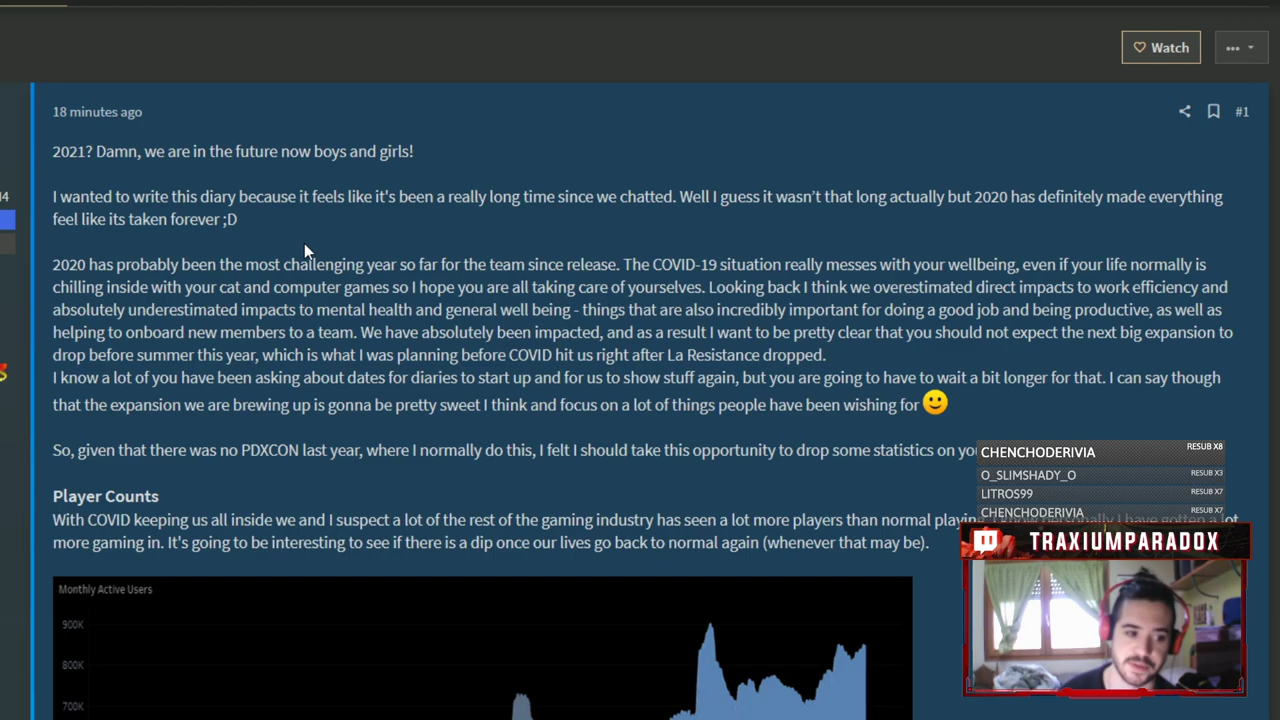 Watch
18 minutes ago
#1
2021? Damn, we are in the future now boys and girls!
I wanted to write this diary because it feels like it's been a really long time since we chatted. Well I guess it wasn't that long actually but 2020 has definitely made everything
feel like its taken forever ;D
2020 has probably been the most challenging year so far for the team since release. The COVID-19 situation really messes with your wellbeing, even if your life normally is
chilling inside with your cat and computer games so I hope you are all taking care of yourselves. Looking back I think we overestimated direct impacts to work efficiency and
absolutely underestimated impacts to mental health and general well being - things that are also incredibly important for doing a good job and being productive, as well as
helping to onboard new members to a team. We have absolutely been impacted, and as a result I want to be pretty clear that you should not expect the next big expansion to
drop before summer this year, which is what I was planning before COVID hit us right after La Resistance dropped.
I know a lot of you have been asking about dates for diaries to start up and for us to show stuff again, but you are going to have to wait a bit longer for that. I can say though
that the expansion we are brewing up is gonna be pretty sweet I think and focus on a lot of things people have been wishing for
So, given that there was no PDXCON last year, where I normally do this, I felt I should take this opportunity to drop some statistics on
CHENCHODERIVIA RESUB X8
O_SLIMSHADY_O RESUB X3
LITROS99 RESUB X7
CHENCHODERIVIA RESUB X7
Player Counts
With COVID keeping us all inside we and I suspect a lot of the rest of the gaming industry has seen a lot more players than normal
more gaming in. It's going to be interesting to see if there is a dip once our lives go back to normal again (whenever that may be).
TRAXIUMPARADOX
Monthly Active Users
900K
800K
700K